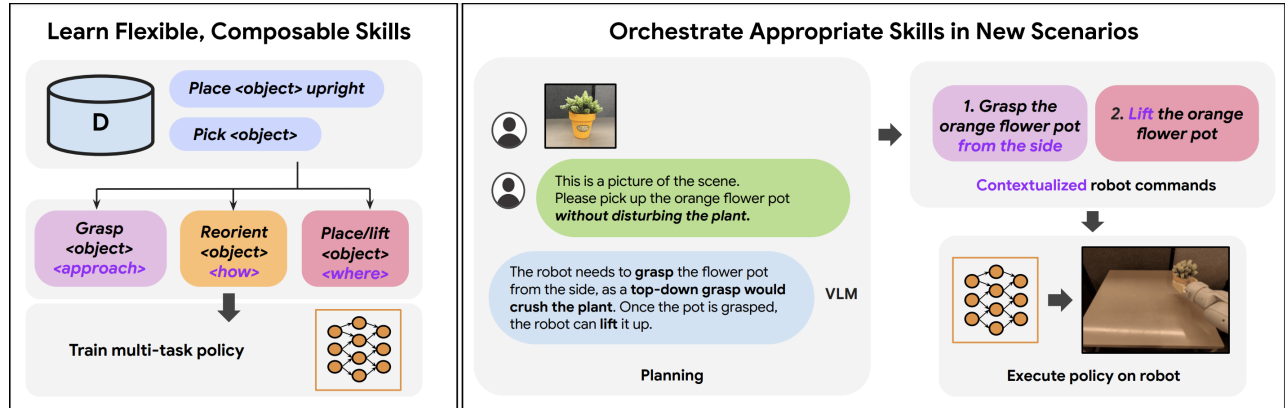 Learn Flexible, Composable Skills
D
Place <object> upright
Pick <object>
Grasp
<object>
<approach>
Reorient
<object>
<how>
Place/lift
<object>
<where>
Train multi-task policy
Orchestrate Appropriate Skills in New Scenarios
This is a picture of the scene.
Please pick up the orange flower pot
without disturbing the plant.
The robot needs to grasp the flower pot
from the side, as a top-down grasp would
crush the plant. Once the pot is grasped,
the robot can lift it up.
VLM
Planning
1. Grasp the
orange flower pot
from the side
2. Lift the orange
flower pot
Contextualized robot commands
Execute policy on robot